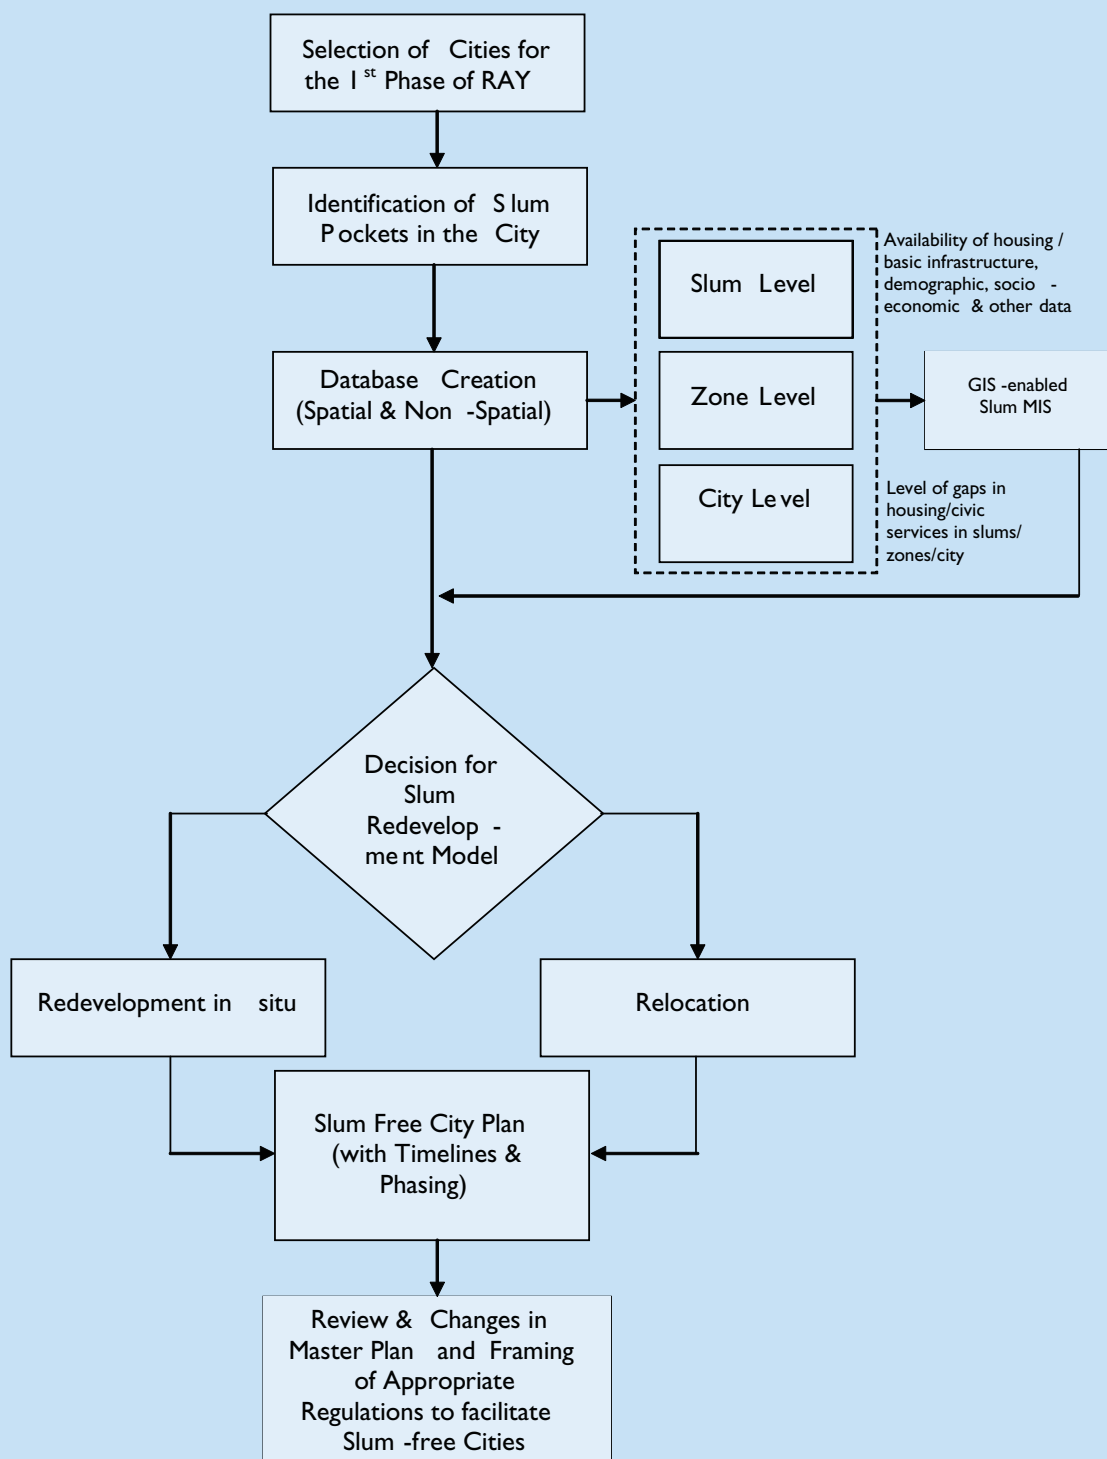 Selection of Cities for
the 1st Phase of RAY
Identification of Slum
Pockets in the City
Database Creation
(Spatial & Non -Spatial)
Slum Level
Zone Level
City Level
Availability of housing /
basic infrastructure,
demographic, socio -
economic & other data
GIS -enabled
Slum MIS
Level of gaps in
housing/civic
services in slums/
zones/city
Decision for
Slum
Redevelop -
ment Model
Redevelopment in situ
Relocation
Slum Free City Plan
(with Timelines &
Phasing)
Review & Changes in
Master Plan and Framing
of Appropriate
Regulations to facilitate
Slum -free Cities